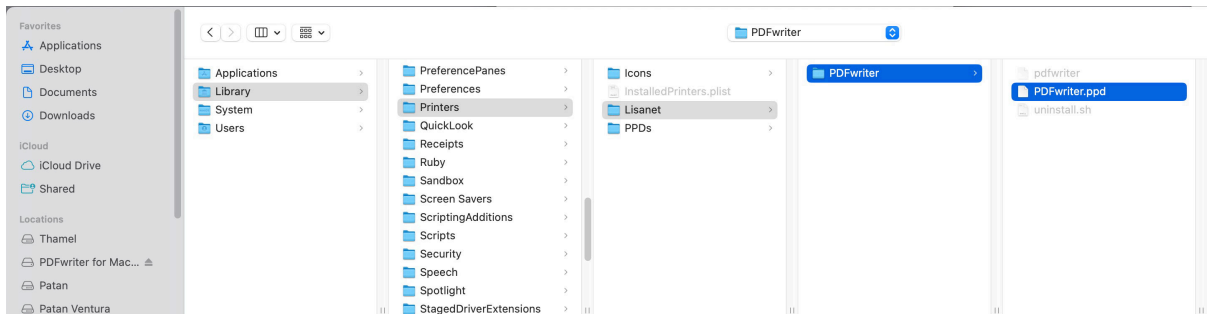 Favorites
Applications
Desktop
Documents
Downloads
iCloud
iCloud Drive
Shared
Locations
Thamel
PDFwriter for Mac...
Patan
Patan Ventura
PDFwriter
Applications
Library
System
Users
PreferencePanes
Preferences
Printers
QuickLook
Receipts
Ruby
Sandbox
Screen Savers
ScriptingAdditions
Scripts
Security
Speech
Spotlight
StagedDriverExtensions
Icons
InstalledPrinters.plist
Lisanet
PPDs
PDFwriter
pdfwriter
PDFwriter.ppd
uninstall.sh